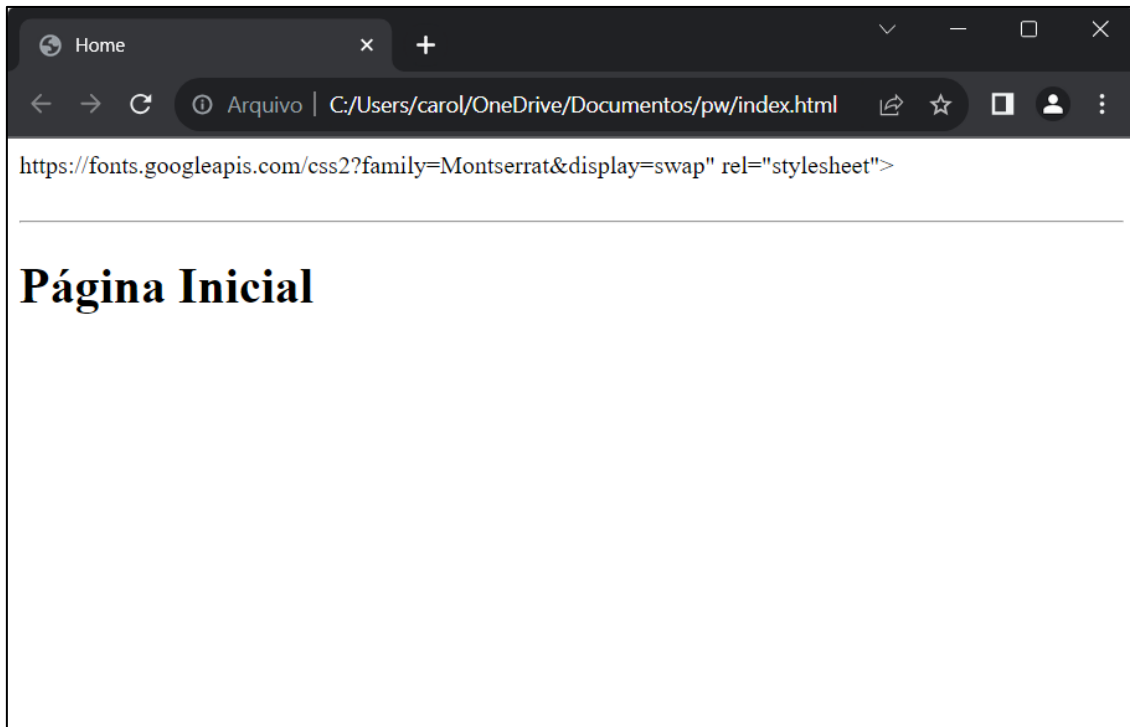 Home
Arquivo | C:/Users/carol/OneDrive/Documentos/pw/index.html
https://fonts.googleapis.com/css2?family=Montserrat&display=swap" rel="stylesheet">
Página Inicial